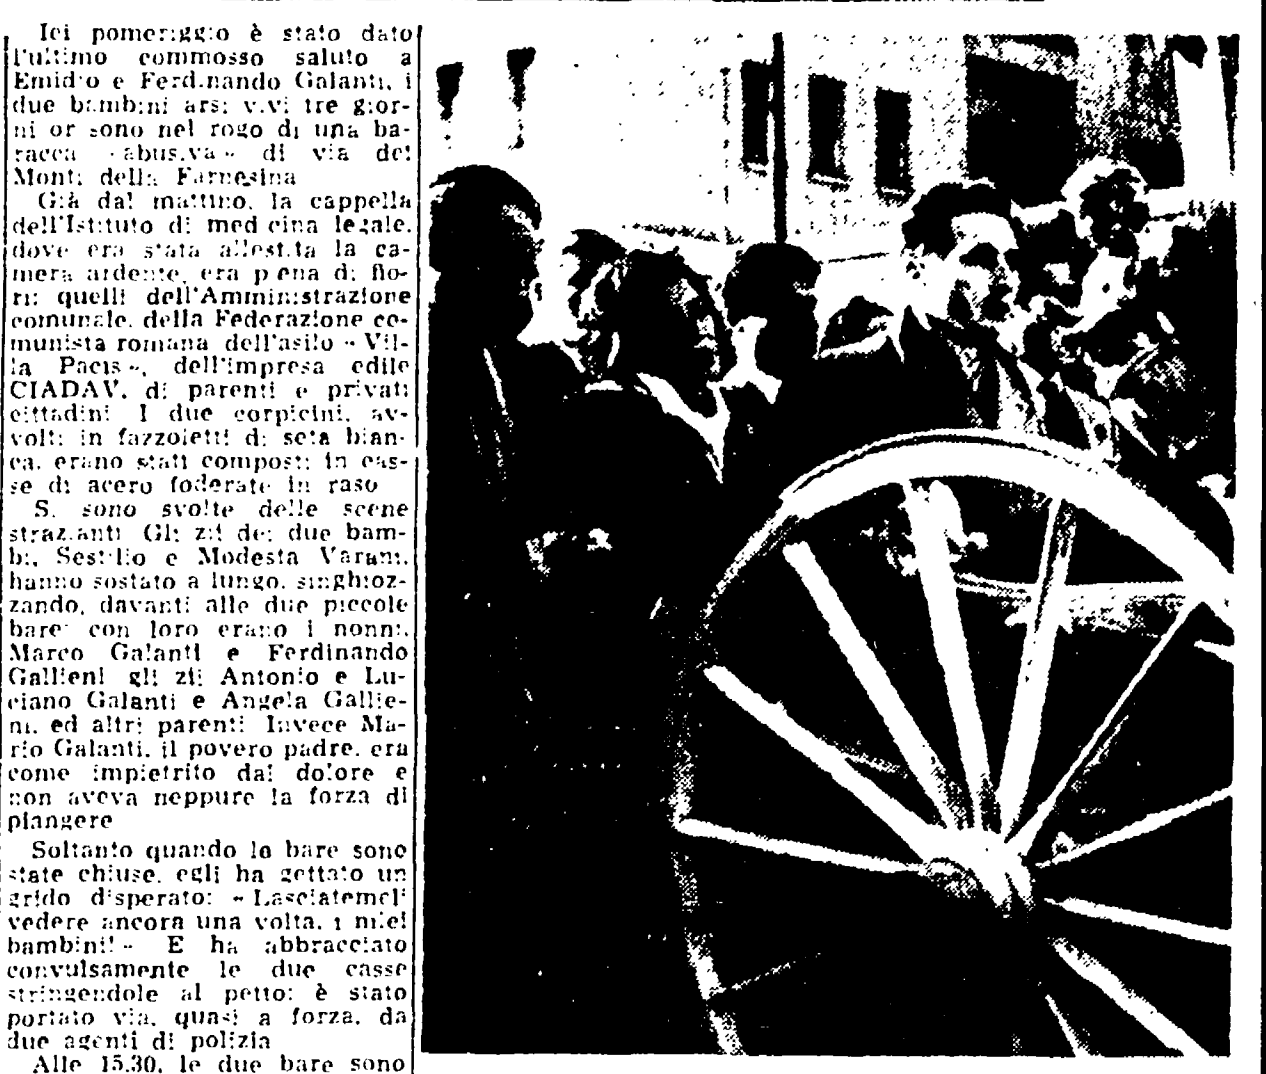 Ieri pomeriggio è stato dato
l'ultimo commosso saluto a
Emidio e Ferdinando Galanti, i
due bambini arsi vivi tre gior-
ni or sono nel rogo di una ba-
racca «abusiva» di via dei
Monti della Farnesina
Già dal mattino, la cappella
dell'Istituto di medicina legale,
dove era stata allestita la ca-
mera ardente, era piena di fio-
ri: quelli dell'Amministrazione
comunale, della Federazione co-
munista romana dell'asilo «Vil-
la Pacis», dell'impresa edile
CIADAV, di parenti e privati
cittadini I due corpicini, av-
volti in fazzoletti di seta bian-
ca, erano stati composti in cas-
se di acero foderate in raso
Si sono svolte delle scene
strazianti Gli zii dei due bam-
bi, Sestilio e Modesta Varani,
hanno sostato a lungo, singhioz-
zando, davanti alle due piccole
bare: con loro erano i nonni,
Marco Galanti e Ferdinando
Gallieni gli zii Antonio e Lu-
ciano Galanti e Angela Gallie-
ni, ed altri parenti Invece Ma-
rio Galanti, il povero padre, era
come impietrito dal dolore e
non aveva neppure la forza di
piangere
Soltanto quando le bare sono
state chiuse, egli ha gettato un
grido disperato: «Lasciatemeli
vedere ancora una volta, i miei
bambini!» E ha abbracciato
convulsamente le due casse
stringendole al petto: è stato
portato via, quasi a forza, da
due agenti di polizia
Alle 15.30, le due bare sono